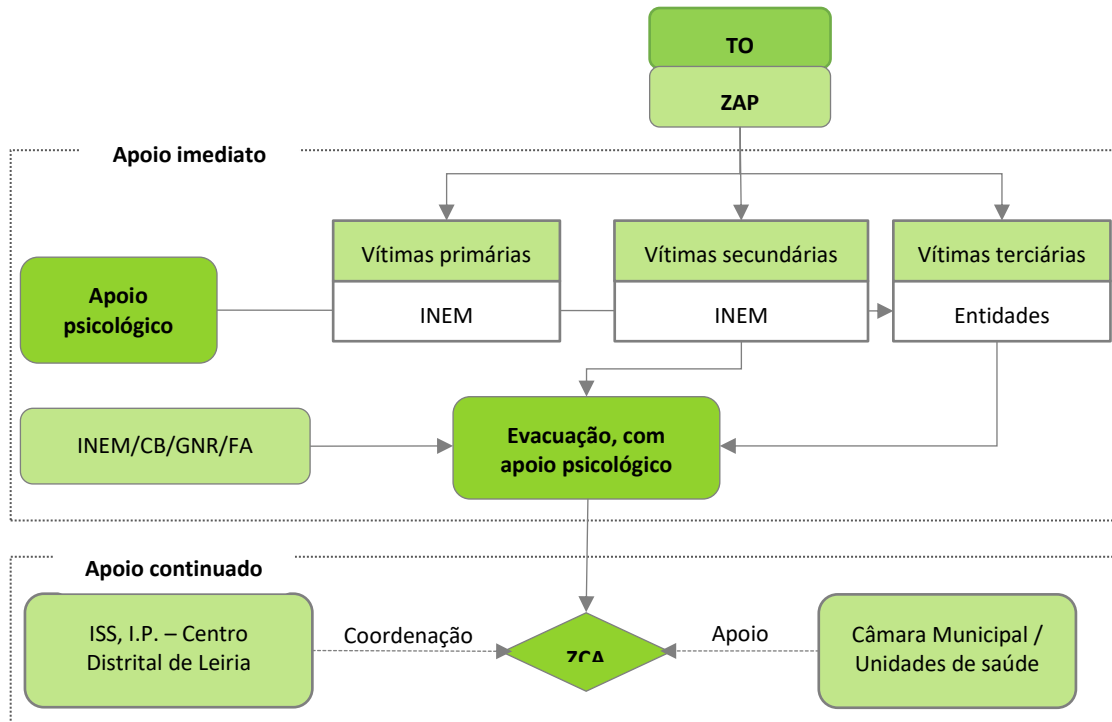 TO
ZAP
Apoio imediato
Vítimas primárias
Vítimas secundárias
Vítimas terciárias
Apoio
psicológico
INEM
INEM
Entidades
INEM/CB/GNR/FA
Evacuação, com
apoio psicológico
Apoio continuado
ISS, I.P. – Centro
Distrital de Leiria
Coordenação
ZCA
Apoio
Câmara Municipal /
Unidades de saúde